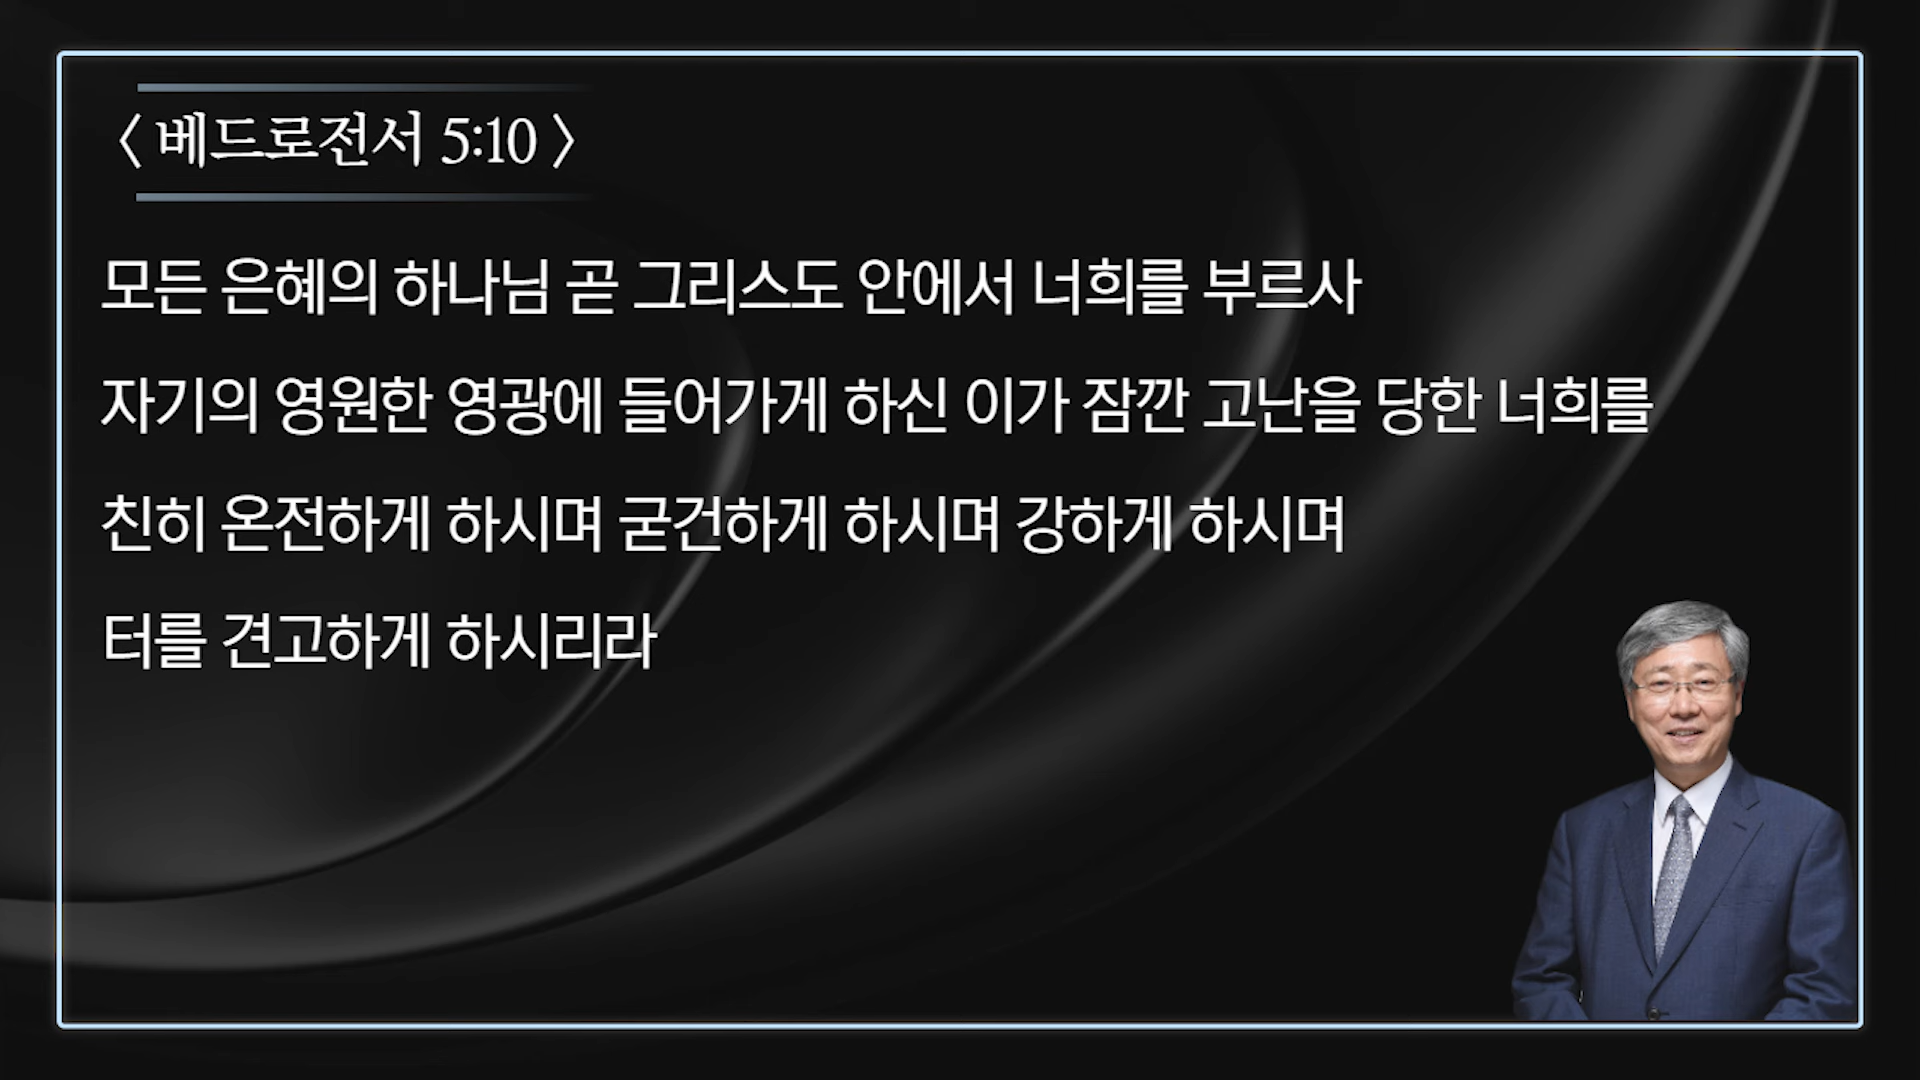 〈 베드로전서 5:10 〉
모든 은혜의 하나님 곧 그리스도 안에서 너희를 부르사
자기의 영원한 영광에 들어가게 하신 이가 잠깐 고난을 당한 너희를
친히 온전하게 하시며 굳건하게 하시며 강하게 하시며
터를 견고하게 하시리라